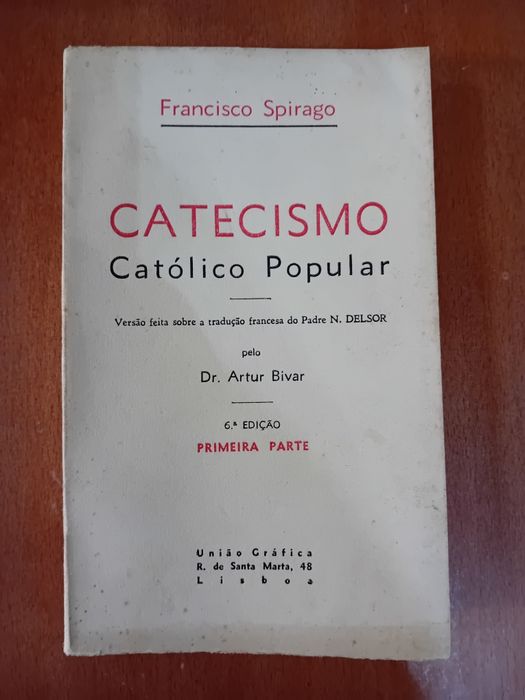 Francisco Spirago
CATECISMO
Católico Popular
Versão feita sobre a tradução francesa do Padre N. DELSOR
pelo
Dr. Artur Bivar
6.ª EDIÇÃO
PRIMEIRA PARTE
União Gráfica
R. de Santa Marta, 48
Lisboa